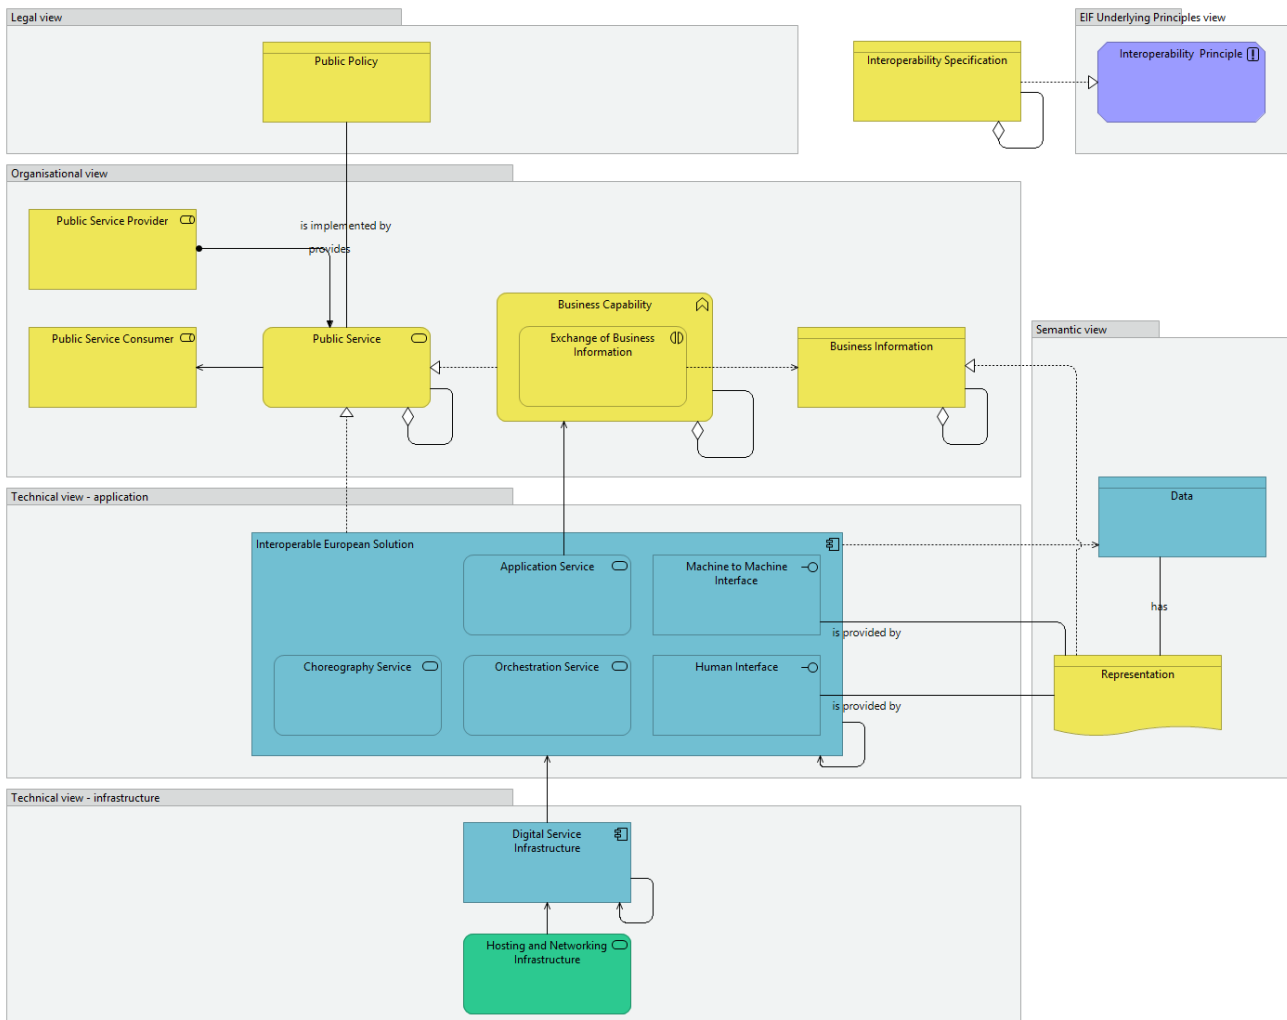 Legal view
EIF Underlying Principles view
Public Policy
Interoperability Specification
Interoperability Principle
Organisational view
Public Service Provider
is implemented by
provides
Business Capability
Public Service Consumer
Public Service
Exchange of Business
Information
Business Information
Semantic view
Technical view - application
Data
Interoperable European Solution
Application Service
Machine to Machine
Interface
has
is provided by
Choreography Service
Orchestration Service
Human Interface
Representation
is provided by
Technical view - infrastructure
Digital Service
Infrastructure
Hosting and Networking
Infrastructure